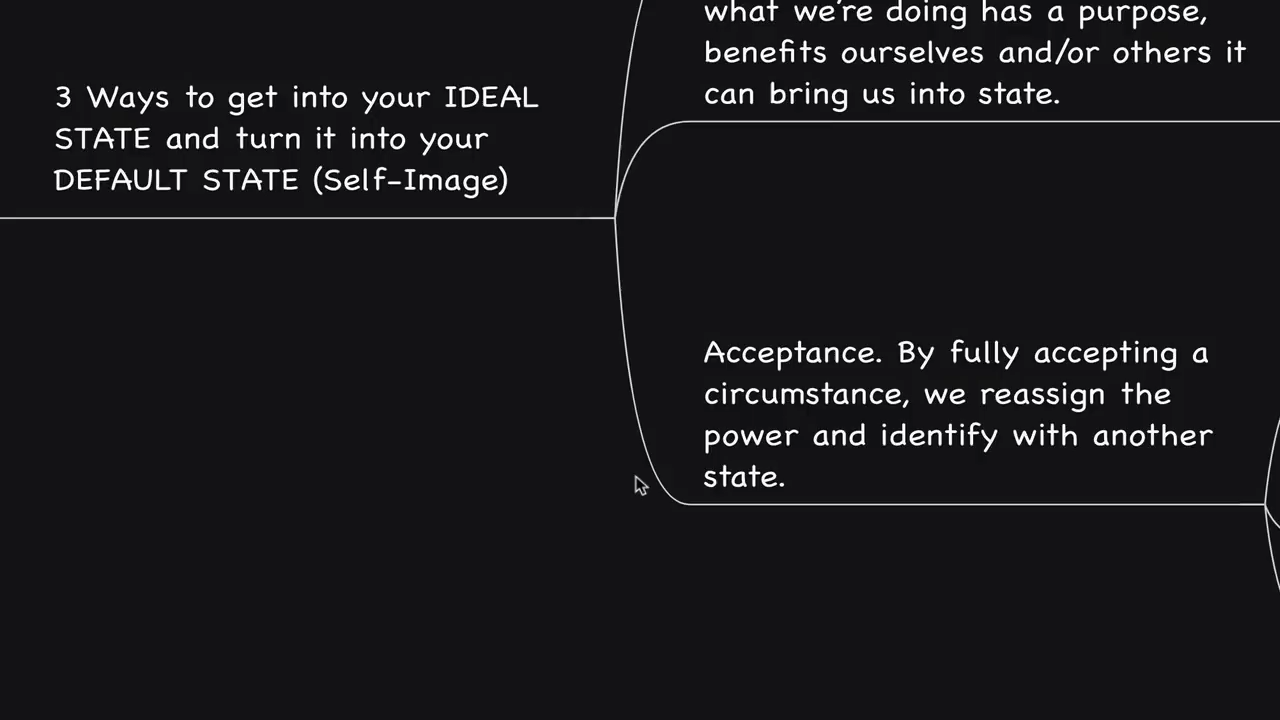 3 Ways to get into your IDEAL
STATE and turn it into your
DEFAULT STATE (Self-Image)
what we're doing has a purpose,
benefits ourselves and/or others it
can bring us into state.
Acceptance. By fully accepting a
circumstance, we reassign the
power and identify with another
state.